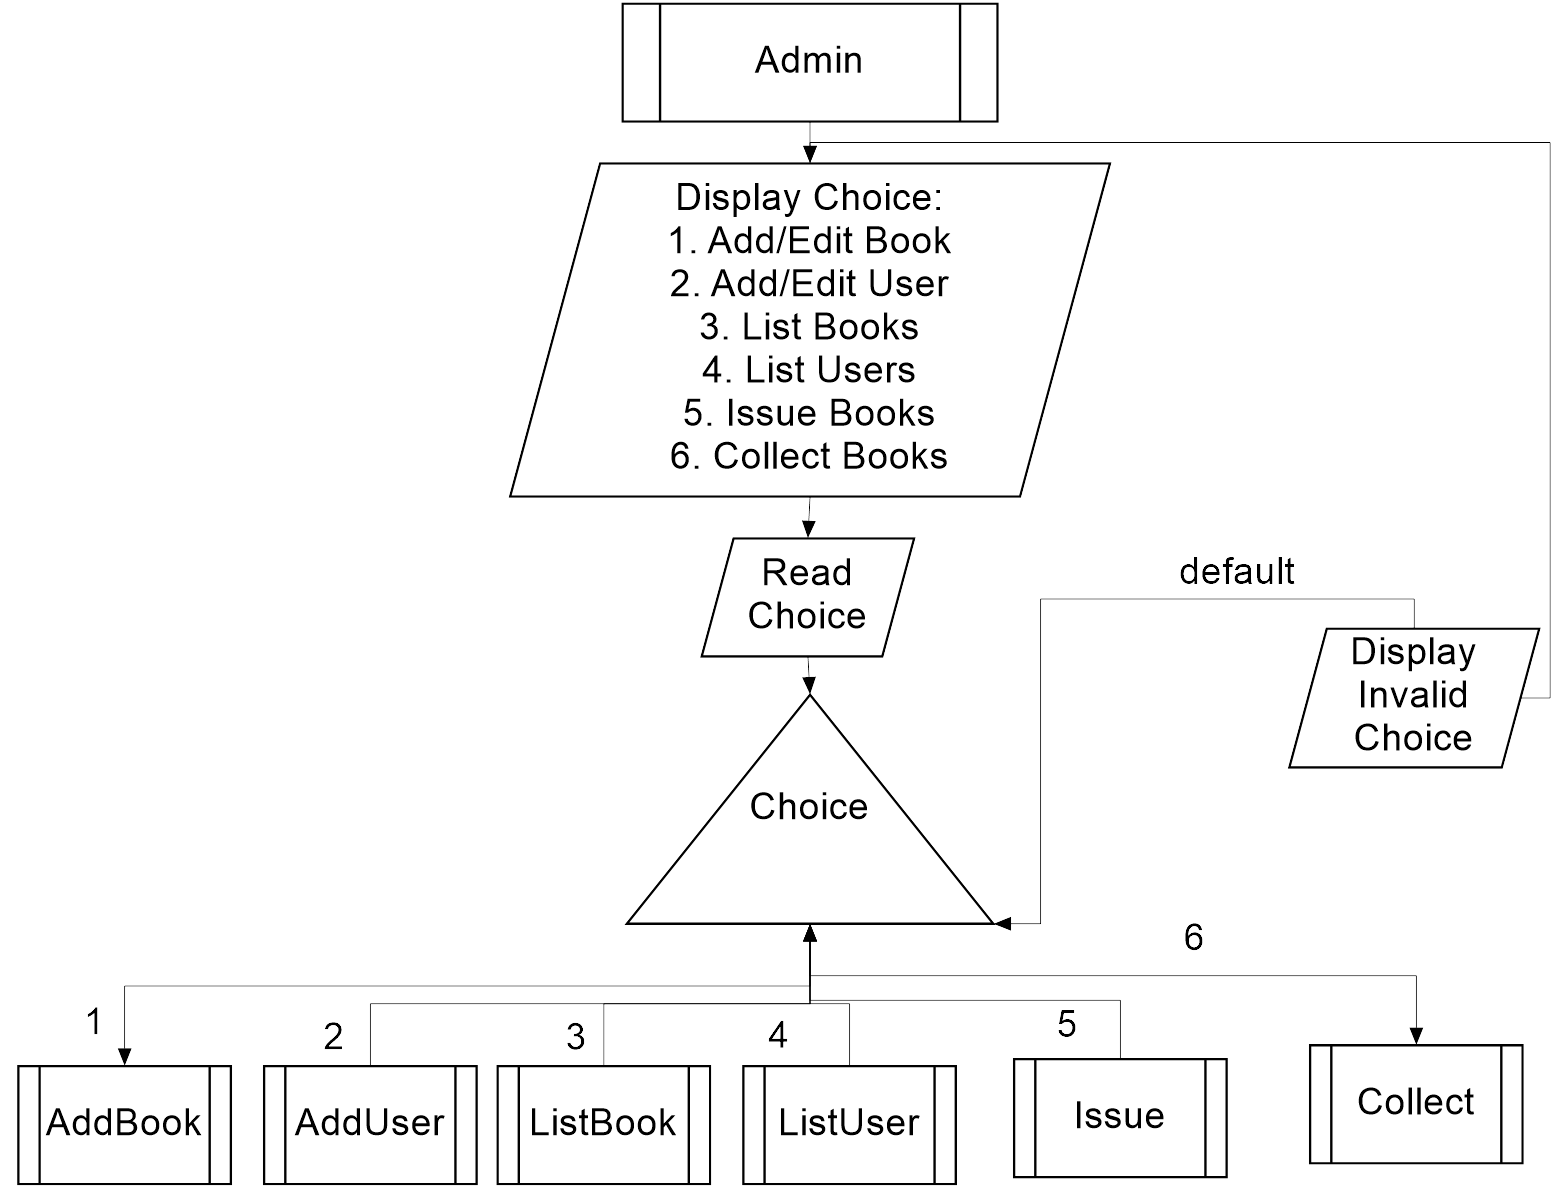 Admin
Display Choice:
1. Add/Edit Book
2. Add/Edit User
3. List Books
4. List Users
5. Issue Books
6. Collect Books
Read
Choice
default
Display
Invalid
Choice
Choice
6
1
2
3
4
5
AddBook
AddUser
ListBook
ListUser
Issue
Collect